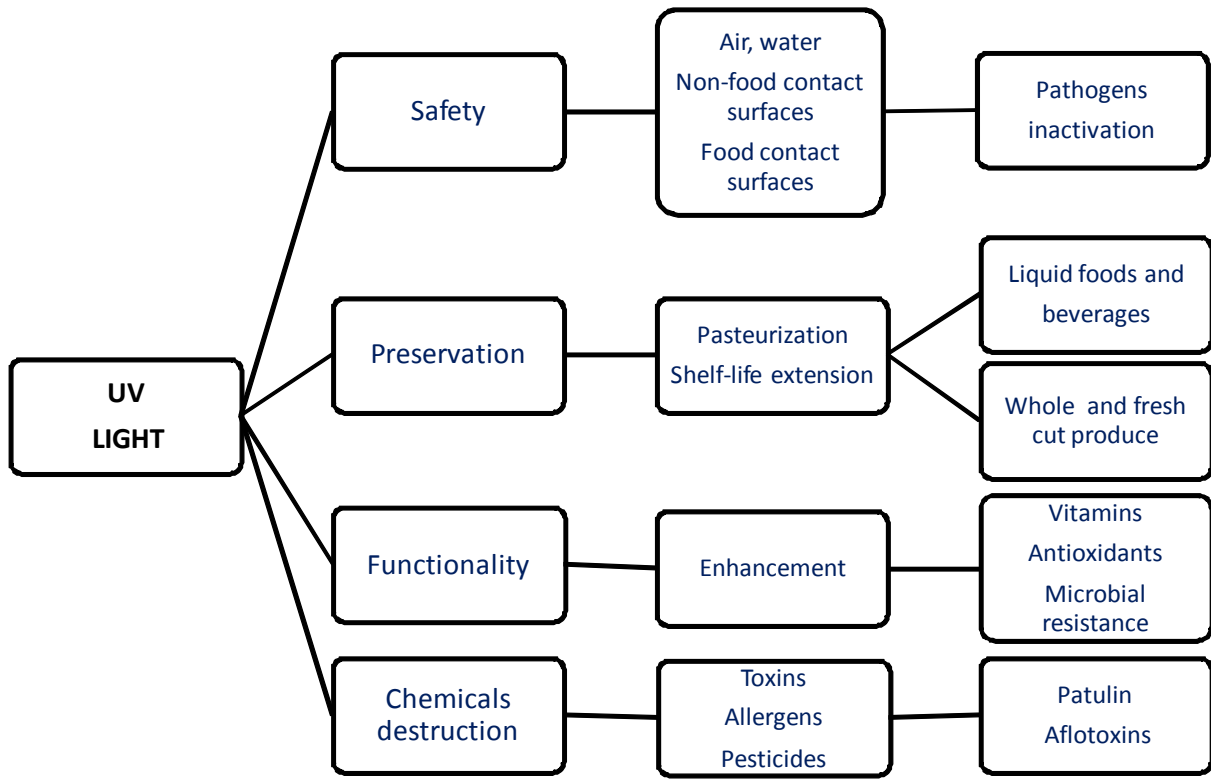 UV
LIGHT
Safety
Air, water
Non-food contact
surfaces
Food contact
surfaces
Pathogens
inactivation
Preservation
Pasteurization
Shelf-life extension
Liquid foods and
beverages
Whole and fresh
cut produce
Functionality
Enhancement
Vitamins
Antioxidants
Microbial
resistance
Chemicals
destruction
Toxins
Allergens
Pesticides
Patulin
Aflotoxins